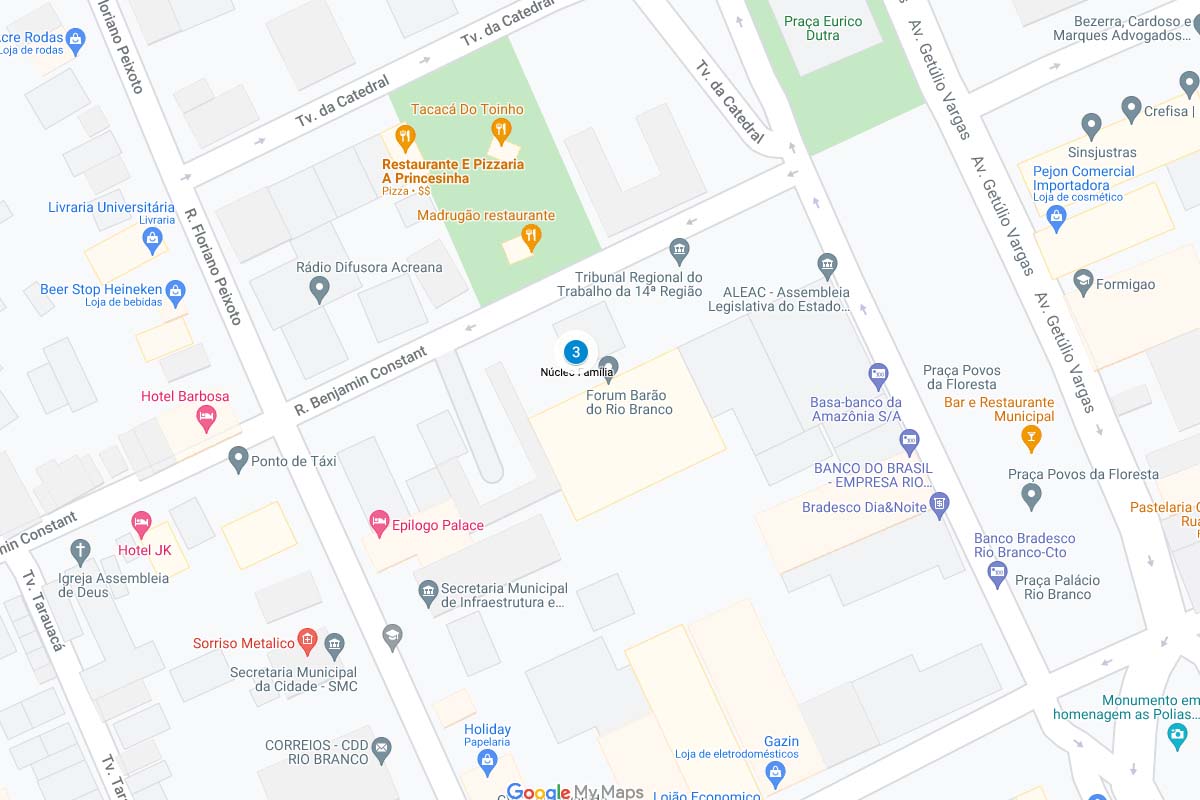 Praça Eurico
Dutra
Bezerra, Cardoso e
Marques Advogados...
Acre Rodas
Loja de rodas
Floriano Peixoto
Tv. da Catedral
Tv. da Catedral
Tv. da Catedral
Av. Getúlio Vargas
Av. Getúlio Vargas
Av. Getúlio Vargas
Crefisa |
Sinsjustras
Tacacá Do Toinho
Restaurante E Pizzaria
A Princesinha
Pizza • $$
Madrugão restaurante
Pejon Comercial
Importadora
Loja de cosmético
Livraria Universitária
Livraria
R. Floriano Peixoto
Rádio Difusora Acreana
Tribunal Regional do
Trabalho da 14ª Região
ALEAC - Assembleia
Legislativa do Estado...
Formigao
Beer Stop Heineken
Loja de bebidas
R. Benjamin Constant
3
Núcleo Família
Forum Barão
do Rio Branco
Praça Povos
da Floresta
Hotel Barbosa
Basa-banco da
Amazônia S/A
Bar e Restaurante
Municipal
Ponto de Táxi
BANCO DO BRASIL
- EMPRESA RIO...
Praça Povos da Floresta
Bradesco Dia&Noite
Pastelaria
Rua
min Constant
Hotel JK
Epilogo Palace
Banco Bradesco
Rio Branco-Cto
Praça Palácio
Rio Branco
Igreja Assembleia
de Deus
Tv. Tarauacá
Secretaria Municipal
de Infraestrutura e...
Sorriso Metalico
Secretaria Municipal
da Cidade - SMC
Monumento em
homenagem as Polias...
Holiday
Papelaria
CORREIOS - CDD
RIO BRANCO
Gazin
Loja de eletrodomésticos
Tv. Tar
Google My Maps
Lojão Economico